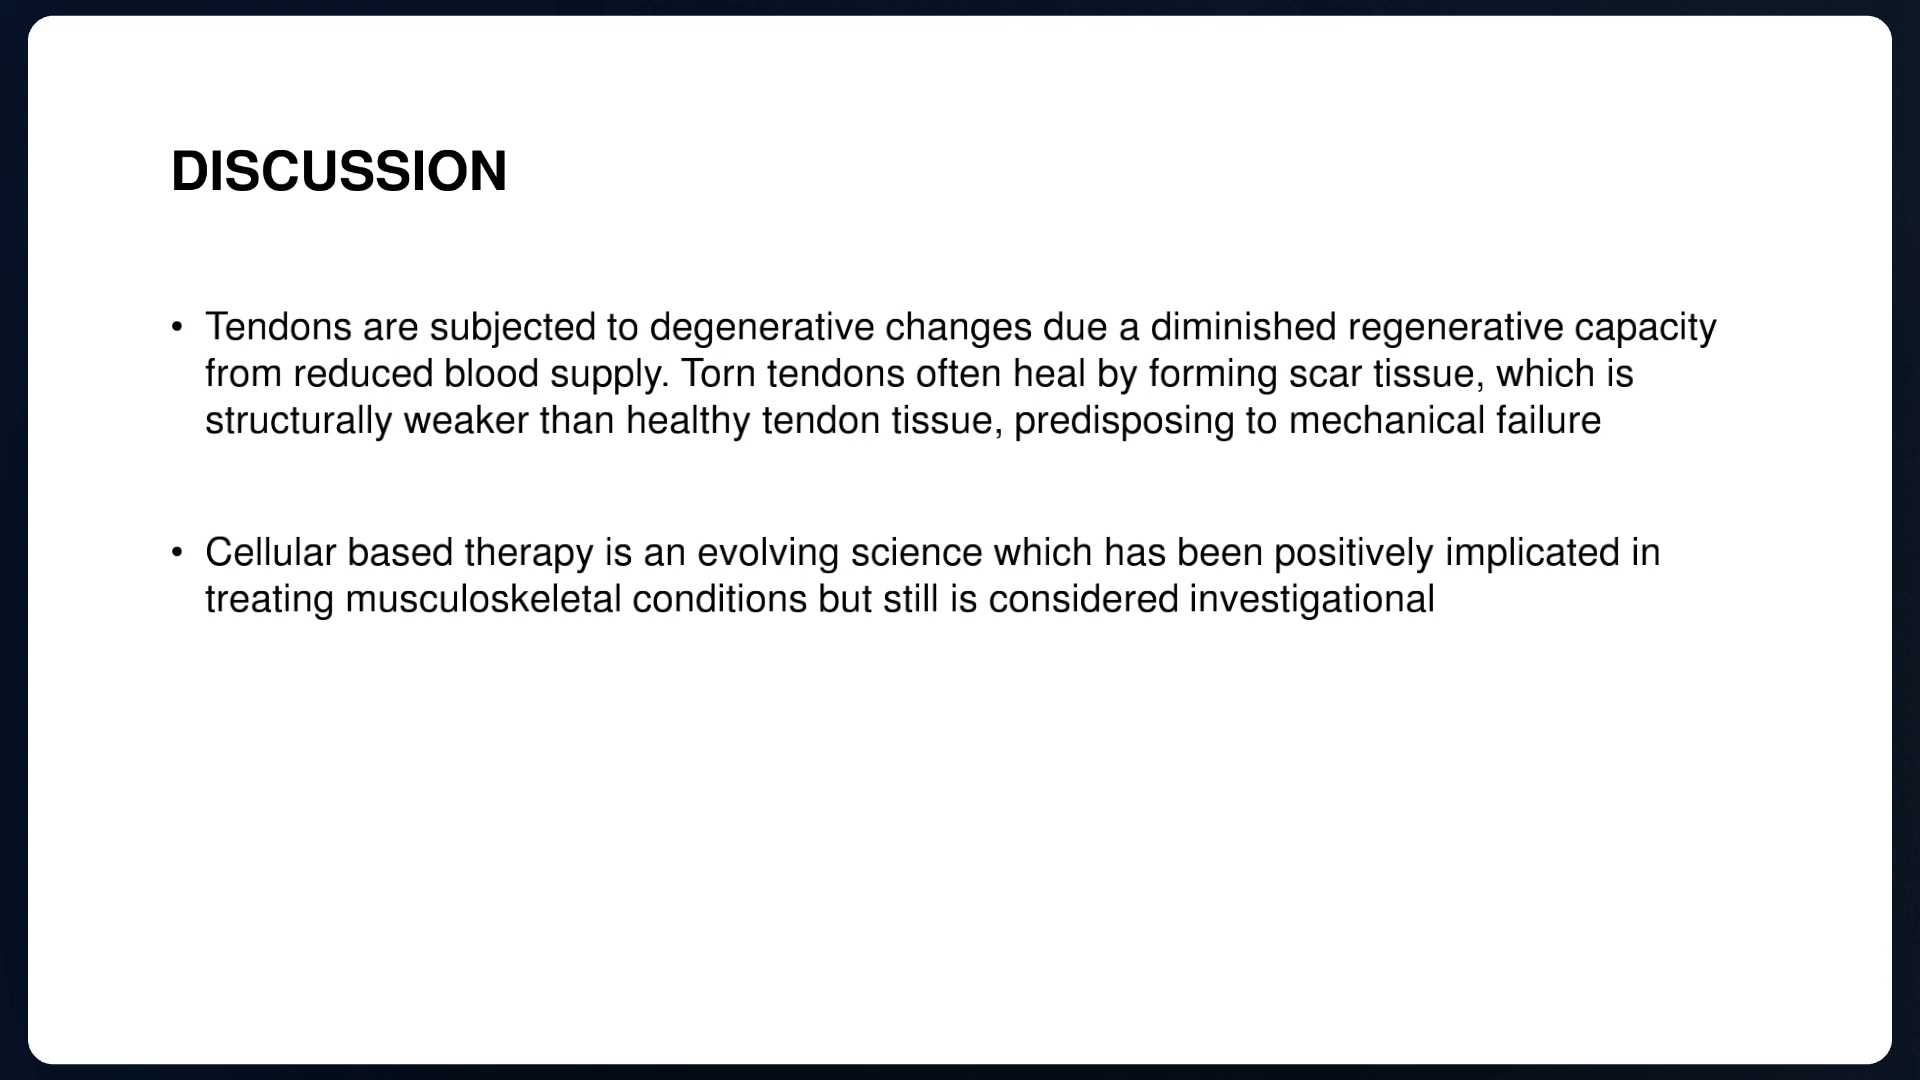 DISCUSSION
• Tendons are subjected to degenerative changes due a diminished regenerative capacity
from reduced blood supply. Torn tendons often heal by forming scar tissue, which is
structurally weaker than healthy tendon tissue, predisposing to mechanical failure
• Cellular based therapy is an evolving science which has been positively implicated in
treating musculoskeletal conditions but still is considered investigational